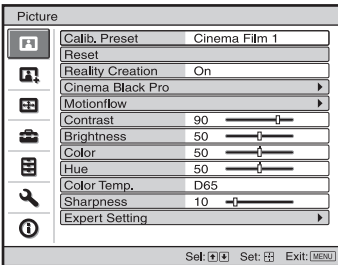 Picture
Calib. Preset Cinema Film 1
Reset
Reality Creation On
Cinema Black Pro
Motionflow
Contrast 90
Brightness 50
Color 50
Hue 50
Color Temp. D65
Sharpness 10
Expert Setting
Sel: Set: Exit: MENU